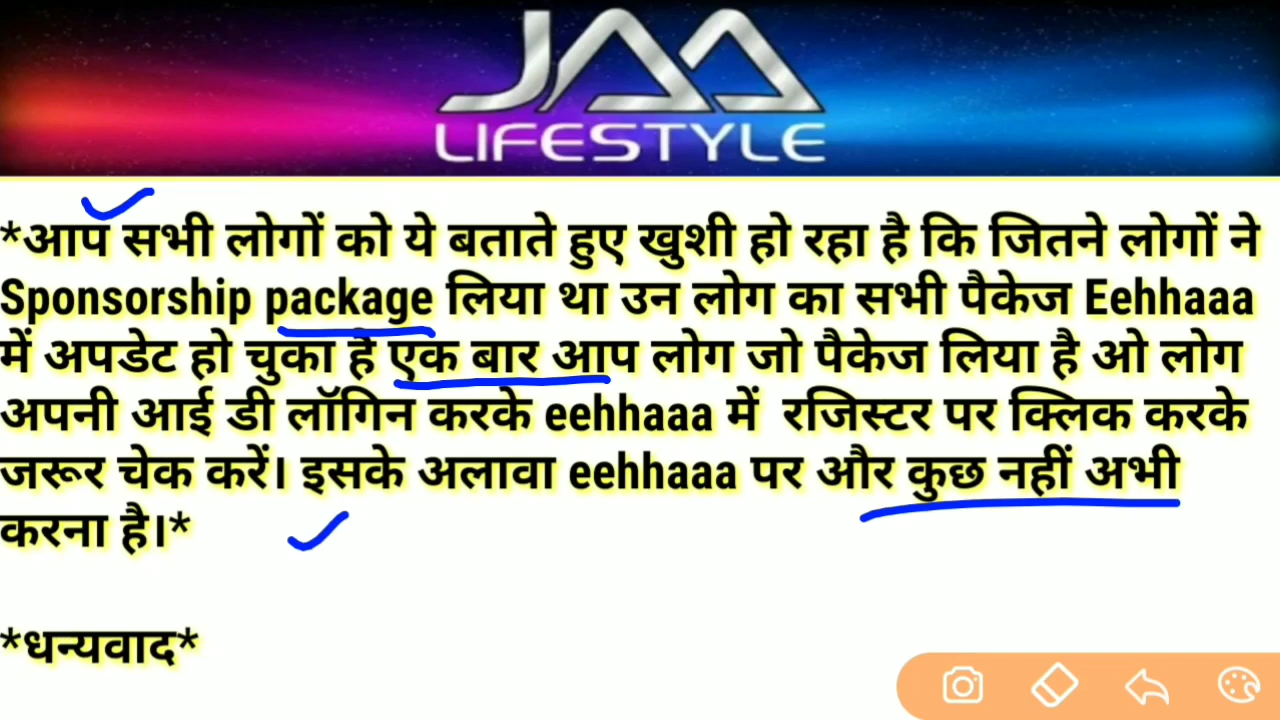 JAA
LIFESTYLE
*आप सभी लोगों को ये बताते हुए खुशी हो रहा है कि जितने लोगों ने
Sponsorship package लिया था उन लोग का सभी पैकेज Eehhaaa
में अपडेट हो चुका है एक बार आप लोग जो पैकेज लिया है ओ लोग
अपनी आई डी लॉगिन करके eehhaaa में रजिस्टर पर क्लिक करके
जरूर चेक करें। इसके अलावा eehhaaa पर और कुछ नहीं अभी
करना है।*
*धन्यवाद*